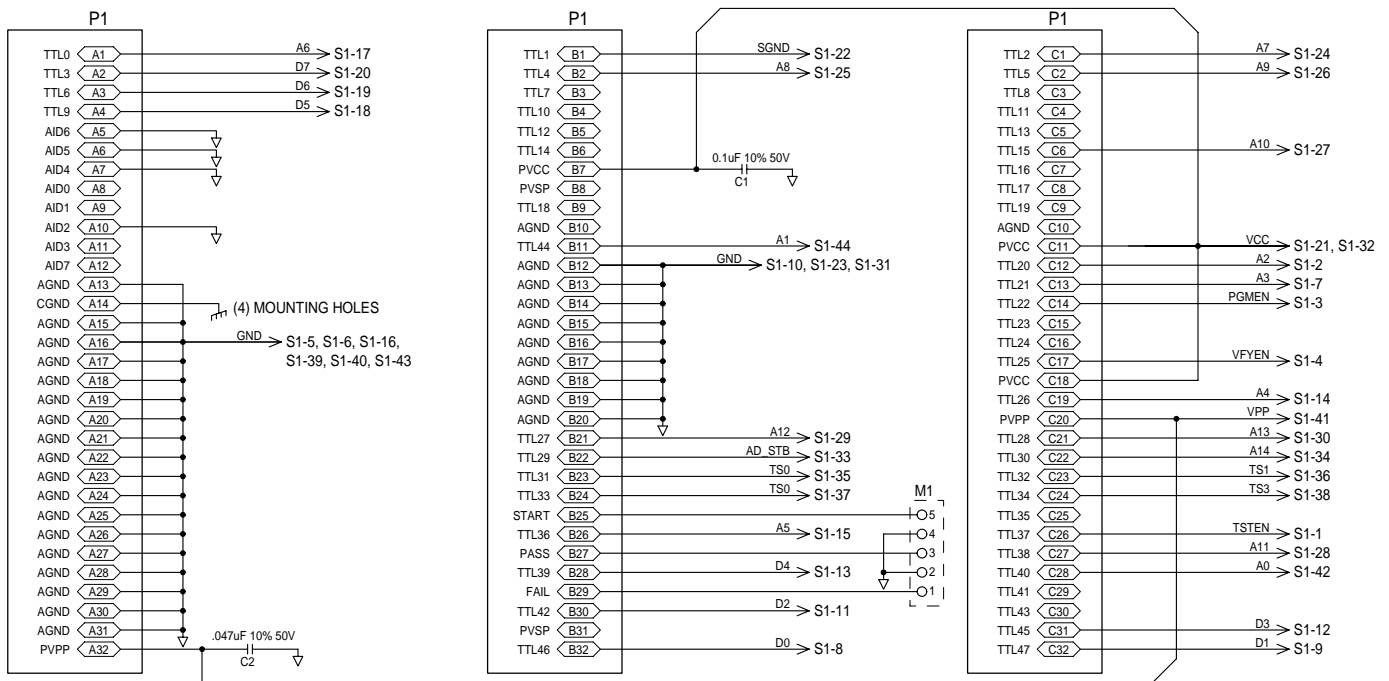 P1
TTL0 A1 A6 S1-17
TTL3 A2 D7 S1-20
TTL6 A3 D6 S1-19
TTL9 A4 D5 S1-18
AID6 A5
AID5 A6
AID4 A7
AID0 A8
AID1 A9
AID2 A10
AID3 A11
AID7 A12
AGND A13
CGND A14 (4) MOUNTING HOLES
AGND A15
AGND A16 GND S1-5, S1-6, S1-16,
AGND A17 S1-39, S1-40, S1-43
AGND A18
AGND A19
AGND A20
AGND A21
AGND A22
AGND A23
AGND A24
AGND A25
AGND A26
AGND A27
AGND A28
AGND A29
AGND A30
AGND A31
PVPP A32 .047uF 10% 50V
C2
P1
TTL1 B1 SGND S1-22
TTL4 B2 A8 S1-25
TTL7 B3
TTL10 B4
TTL12 B5
TTL14 B6
PVCC B7 0.1uF 10% 50V
C1
PVSP B8
TTL18 B9
AGND B10
TTL44 B11 A1 S1-44
AGND B12 GND S1-10, S1-23, S1-31
AGND B13
AGND B14
AGND B15
AGND B16
AGND B17
AGND B18
AGND B19
AGND B20
TTL27 B21 A12 S1-29
TTL29 B22 AD_STB S1-33
TTL31 B23 TS0 S1-35
TTL33 B24 TS0 S1-37
START B25
TTL36 B26 A5 S1-15
PASS B27
TTL39 B28 D4 S1-13
FAIL B29
TTL42 B30 D2 S1-11
PVSP B31
TTL46 B32 D0 S1-8
M1
5
4
3
2
1
P1
TTL2 C1 A7 S1-24
TTL5 C2 A9 S1-26
TTL8 C3
TTL11 C4
TTL13 C5
TTL15 C6 A10 S1-27
TTL16 C7
TTL17 C8
TTL19 C9
AGND C10
PVCC C11 VCC S1-21, S1-32
TTL20 C12 A2 S1-2
TTL21 C13 A3 S1-7
TTL22 C14 PGMEN S1-3
TTL23 C15
TTL24 C16
TTL25 C17 VFYEN S1-4
PVCC C18
TTL26 C19 A4 S1-14
PVPP C20 VPP S1-41
TTL28 C21 A13 S1-30
TTL30 C22 A14 S1-34
TTL32 C23 TS1 S1-36
TTL34 C24 TS3 S1-38
TTL35 C25
TTL37 C26 TSTEN S1-1
TTL38 C27 A11 S1-28
TTL40 C28 A0 S1-42
TTL41 C29
TTL43 C30
TTL45 C31 D3 S1-12
TTL47 C32 D1 S1-9